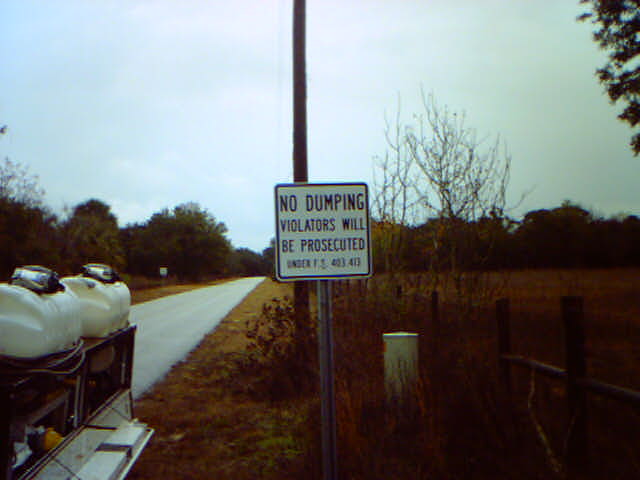 NO DUMPING
VIOLATORS WILL
BE PROSECUTED
UNDER F.S. 403.413